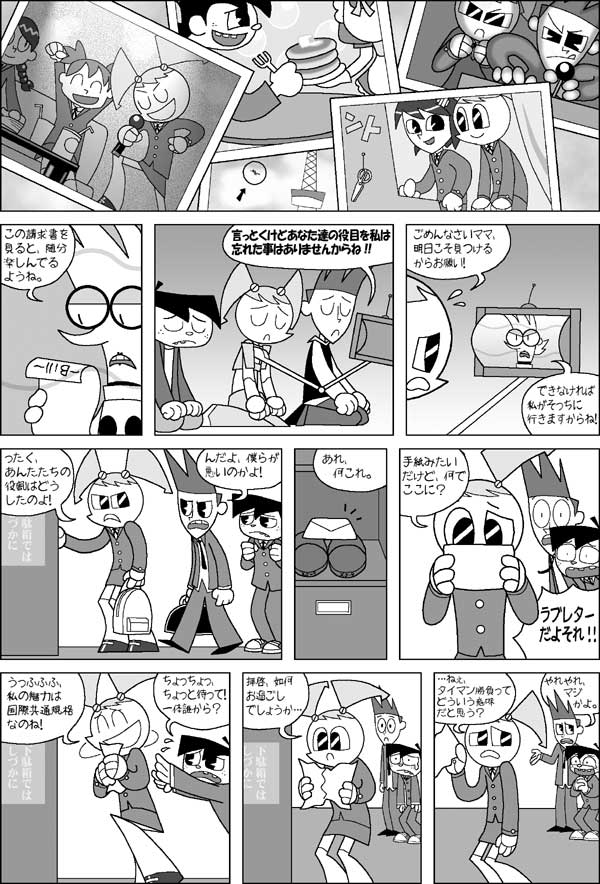 ごめんなさいママ、
明日こそ見つける
からお願い!
できなければ
私がそっちに
行きますからね!
言っとくけどあなた達の役目を私は
忘れた事はありませんからね!!
この請求書を
見ると、随分
楽しんでる
ようね。
~Bill~
手紙みたい
だけど、何で
ここに?
ラブレター
だよそれ!!
あれ、
何これ。
んだよ、僕らが
悪いのかよ!
ったく、
あんたたちの
役割はどう
したのよ!
下駄箱では
しづかに
やれやれ、
マジ
かよ。
…ねぇ、
タイマン勝負って
どういう意味
だと思う?
拝啓、如何
お過ごし
でしょうか…
下駄箱では
しづかに
ちょっちょっ、
ちょっと待って!
一体誰から?
うっふふふ、
私の魅力は
国際共通規格
なのね!
下駄箱では
しづかに